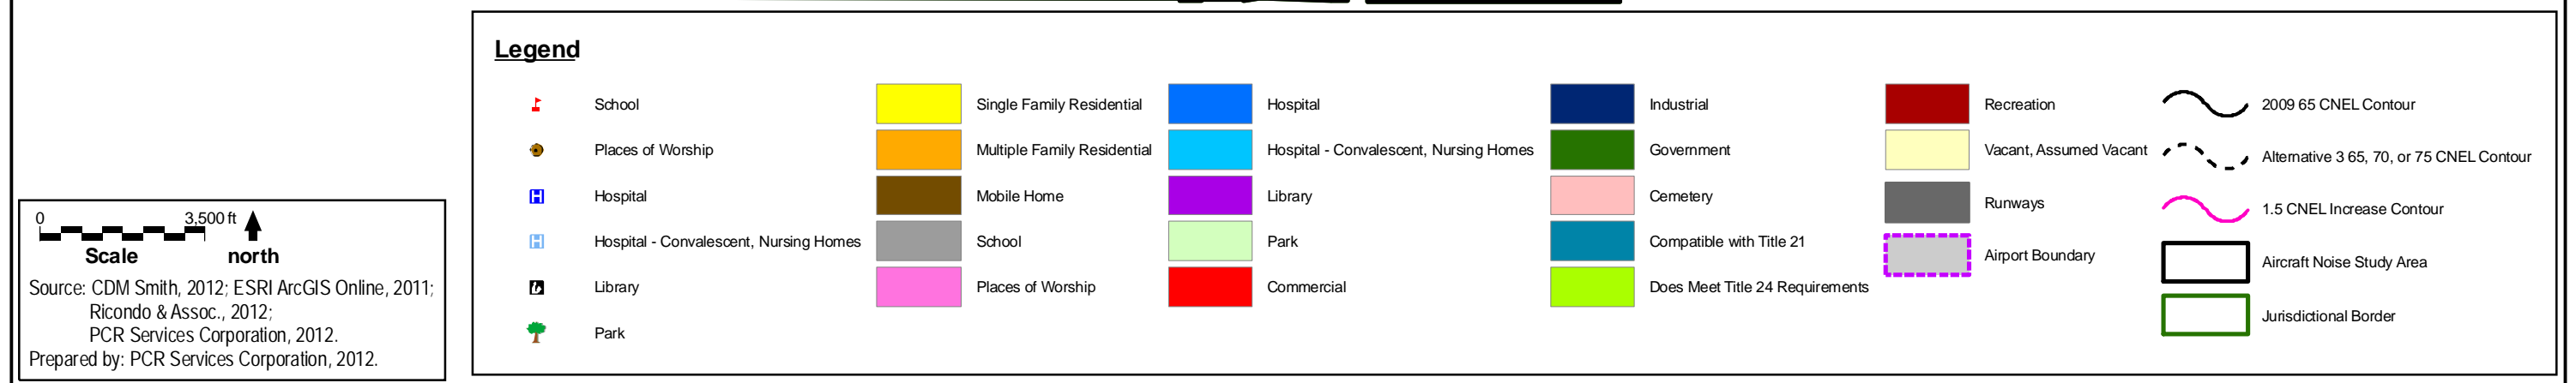 Legend
School
Places of Worship
Hospital
Hospital - Convalescent, Nursing Homes
Library
Park
Single Family Residential
Multiple Family Residential
Mobile Home
School
Places of Worship
Hospital
Hospital - Convalescent, Nursing Homes
Library
Park
Commercial
Industrial
Government
Cemetery
Compatible with Title 21
Does Meet Title 24 Requirements
Recreation
Vacant, Assumed Vacant
Runways
Airport Boundary
2009 65 CNEL Contour
Alternative 3 65, 70, or 75 CNEL Contour
1.5 CNEL Increase Contour
Aircraft Noise Study Area
Jurisdictional Border
0 3,500 ft
Scale north
Source: CDM Smith, 2012; ESRI ArcGIS Online, 2011;
Ricondo & Assoc., 2012;
PCR Services Corporation, 2012.
Prepared by: PCR Services Corporation, 2012.